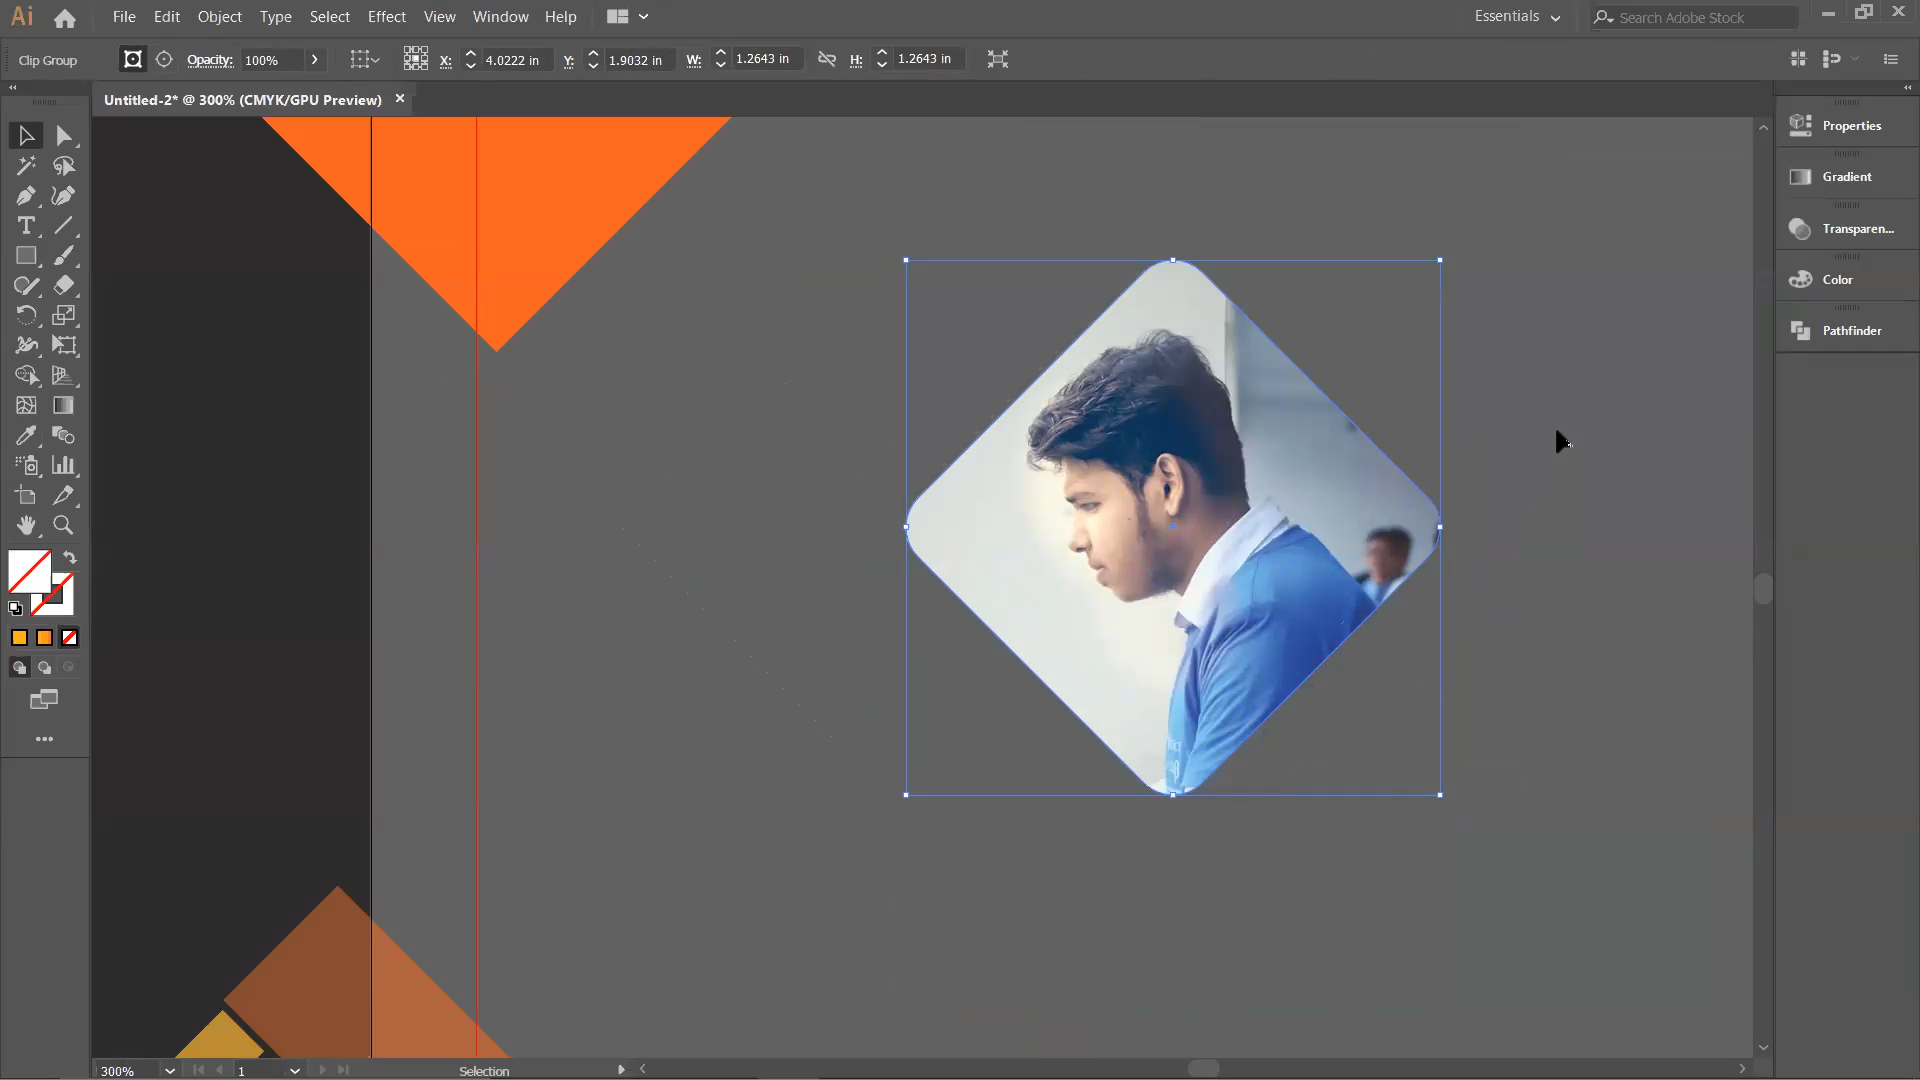 Ai File Edit Object Type Select Effect View Window Help Essentials Search Adobe Stock
Clip Group Opacity: 100% X: 4.0222 in Y: 1.9032 in W: 1.2643 in H: 1.2643 in
Untitled-2* @ 300% (CMYK/GPU Preview)
Properties
Gradient
Transparen...
Color
Pathfinder
300% 1 Selection